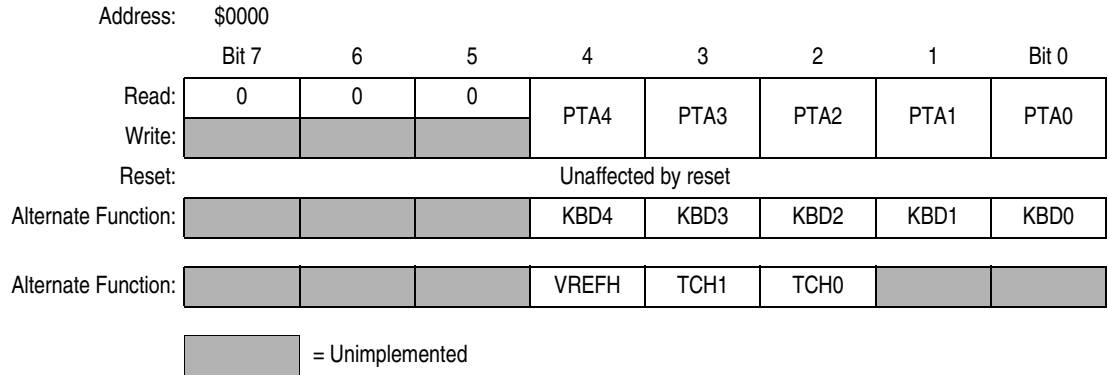 Address: $0000
Bit 7 6 5 4 3 2 1 Bit 0
Read: 0 0 0 PTA4 PTA3 PTA2 PTA1 PTA0
Write:
Reset: Unaffected by reset
Alternate Function: KBD4 KBD3 KBD2 KBD1 KBD0
Alternate Function: VREFH TCH1 TCH0
= Unimplemented